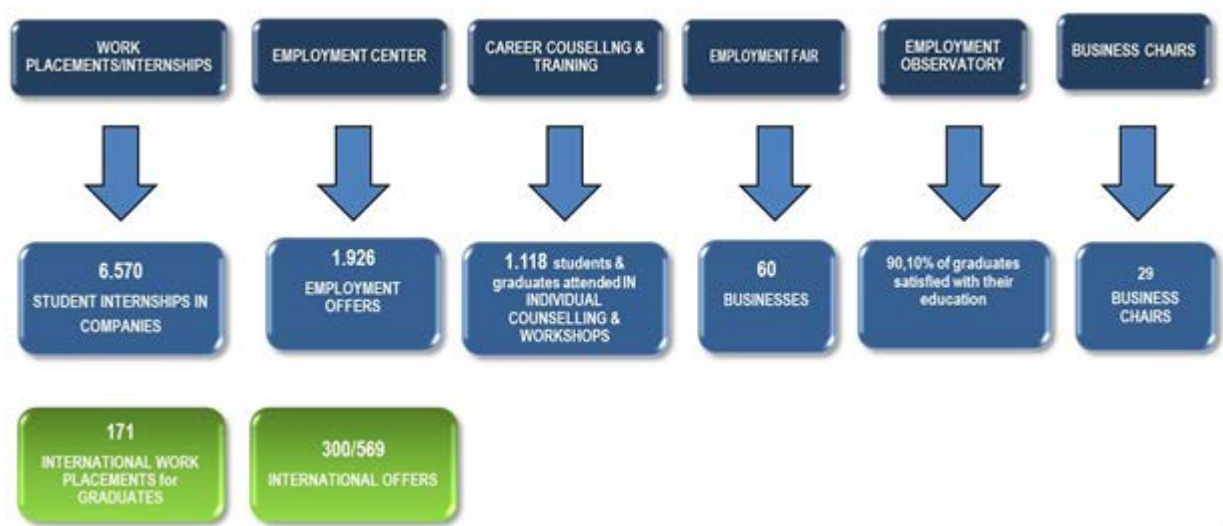 WORK
PLACEMENTS/INTERNSHIPS
EMPLOYMENT CENTER
CAREER COUSELLNG &
TRAINING
EMPLOYMENT FAIR
EMPLOYMENT
OBSERVATORY
BUSINESS CHAIRS
6.570
STUDENT INTERNSHIPS IN
COMPANIES
1.926
EMPLOYMENT
OFFERS
1.118 students &
graduates attended IN
INDIVIDUAL
COUNSELLING &
WORKSHOPS
60
BUSINESSES
90,10% of graduates
satisfied with their
education
29
BUSINESS
CHAIRS
171
INTERNATIONAL WORK
PLACEMENTS for
GRADUATES
300/569
INTERNATIONAL OFFERS